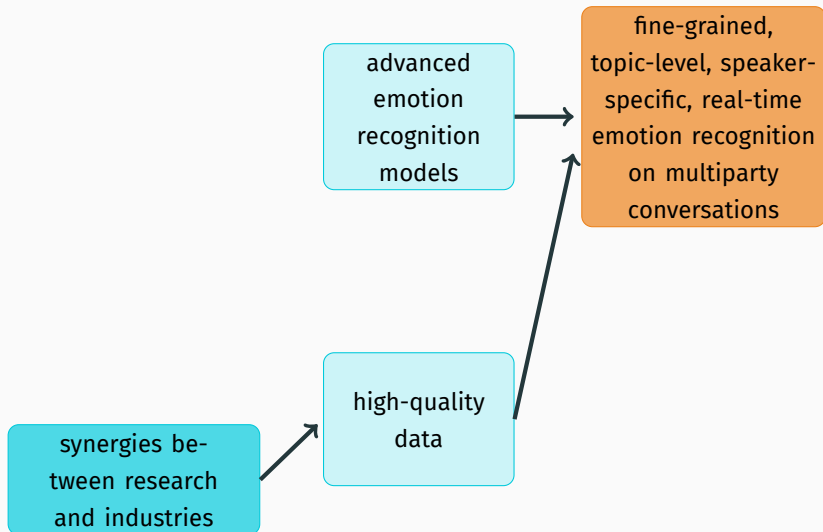 advanced
emotion
recognition
models
fine-grained,
topic-level, speaker-
specific, real-time
emotion recognition
on multiparty
conversations
high-quality
data
synergies be-
tween research
and industries